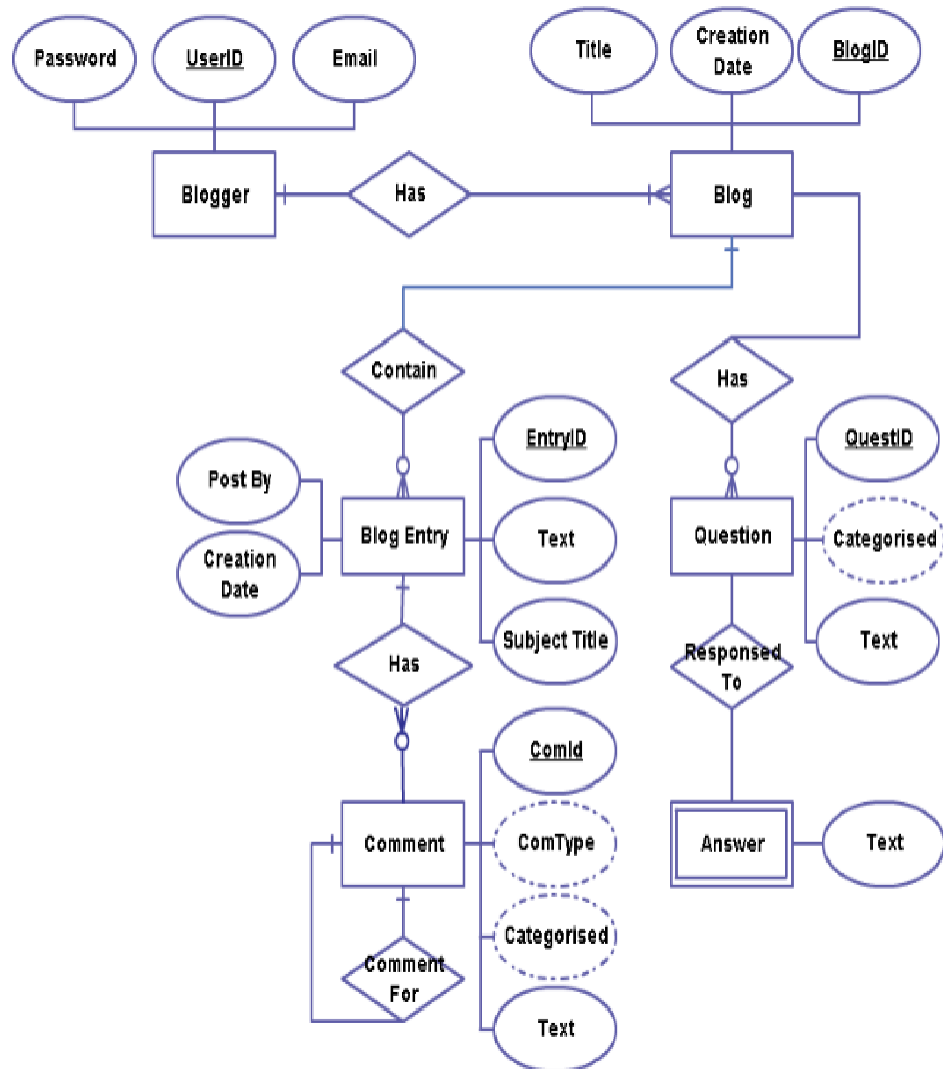 Password
UserID
Email
Title
Creation
Date
BlogID
Blogger
Has
Blog
Contain
Has
EntryID
QuestID
Post By
Blog Entry
Text
Question
Categorised
Creation
Date
Subject Title
Text
Has
Responsed
To
ComId
Comment
ComType
Answer
Text
Categorised
Comment
For
Text